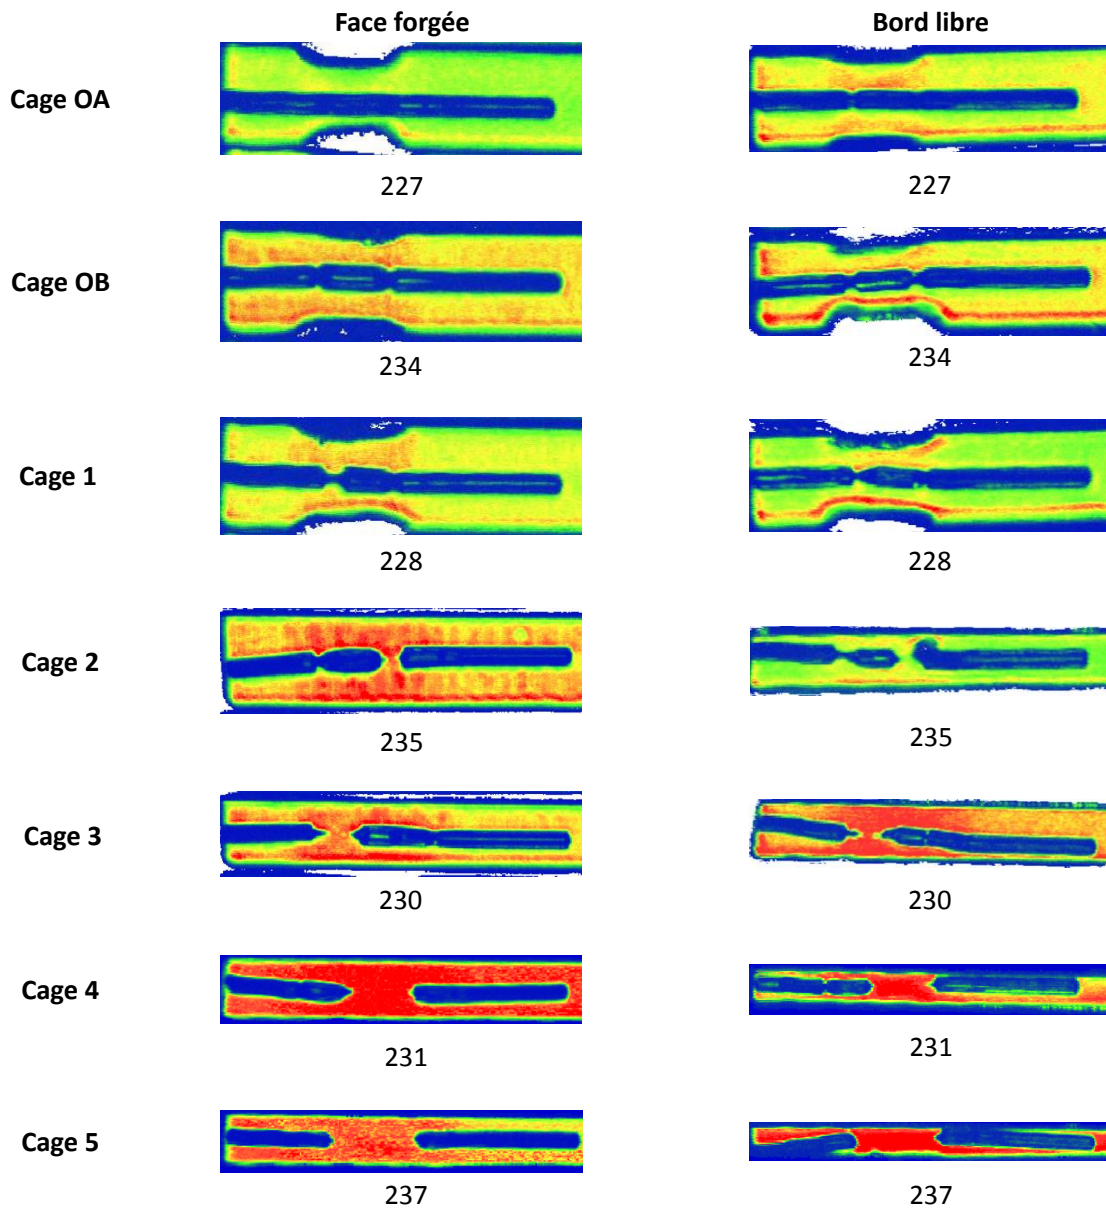 Face forgée Bord libre
Cage OA
227 227
Cage OB
234 234
Cage 1
228 228
Cage 2
235 235
Cage 3
230 230
Cage 4
231 231
Cage 5
237 237